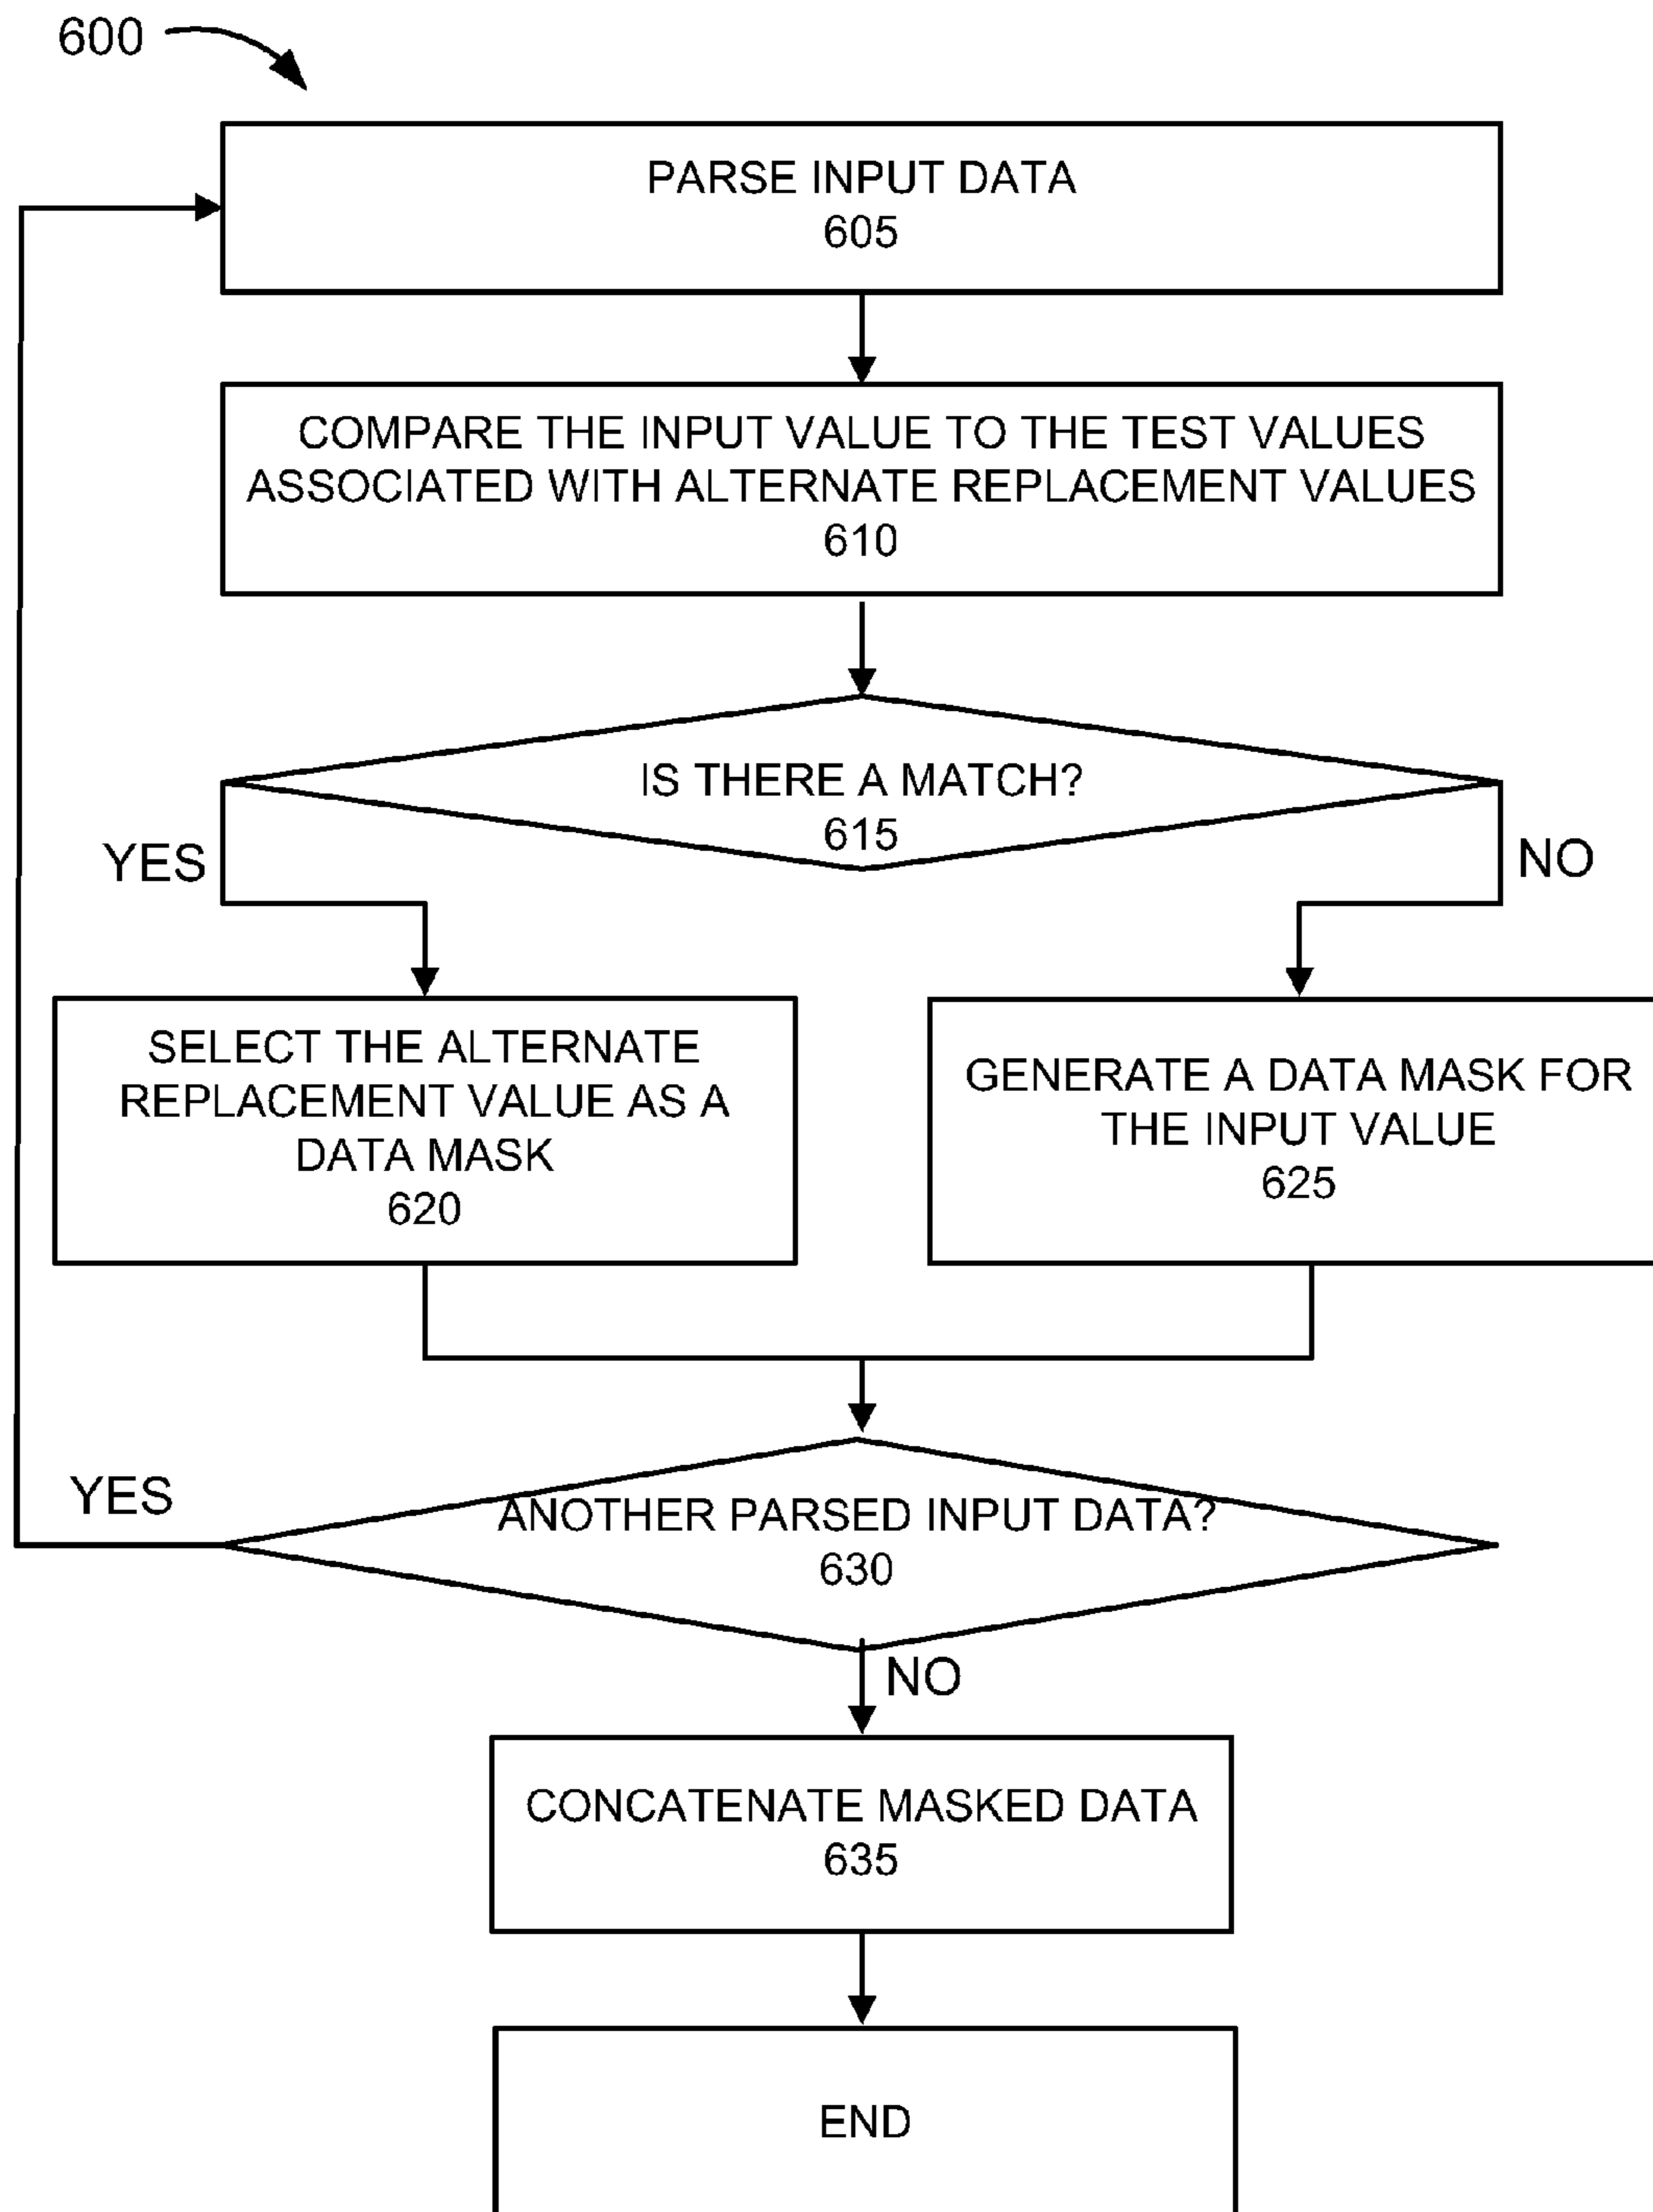 600
PARSE INPUT DATA
605
COMPARE THE INPUT VALUE TO THE TEST VALUES
ASSOCIATED WITH ALTERNATE REPLACEMENT VALUES
610
IS THERE A MATCH?
615
YES
NO
SELECT THE ALTERNATE
REPLACEMENT VALUE AS A
DATA MASK
620
GENERATE A DATA MASK FOR
THE INPUT VALUE
625
YES
ANOTHER PARSED INPUT DATA?
630
NO
CONCATENATE MASKED DATA
635
END